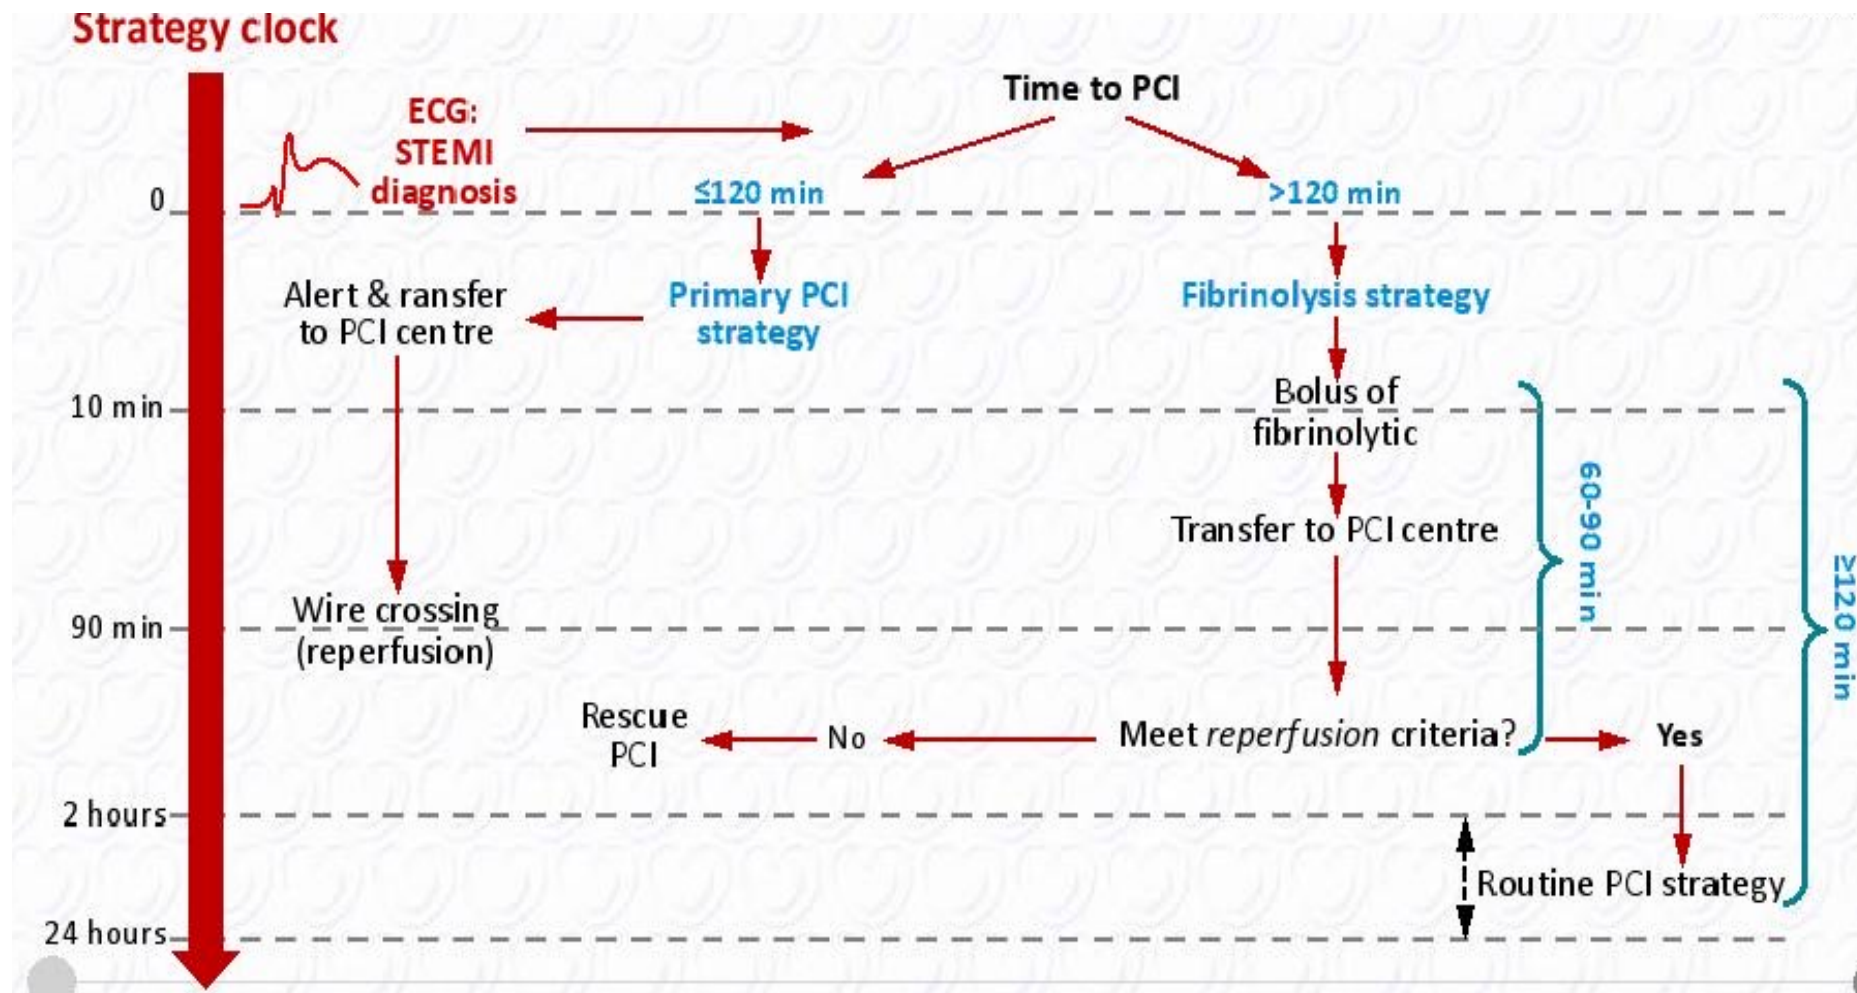 Strategy clock
Time to PCI
ECG:
STEMI
diagnosis
0
≤120 min
>120 min
Alert & ransfer
to PCI centre
Primary PCI
strategy
Fibrinolysis strategy
10 min
Bolus of
fibrinolytic
Transfer to PCI centre
60-90 min
≥120 min
90 min
Wire crossing
(reperfusion)
Rescue
PCI
No
Meet reperfusion criteria?
Yes
2 hours
Routine PCI strategy
24 hours